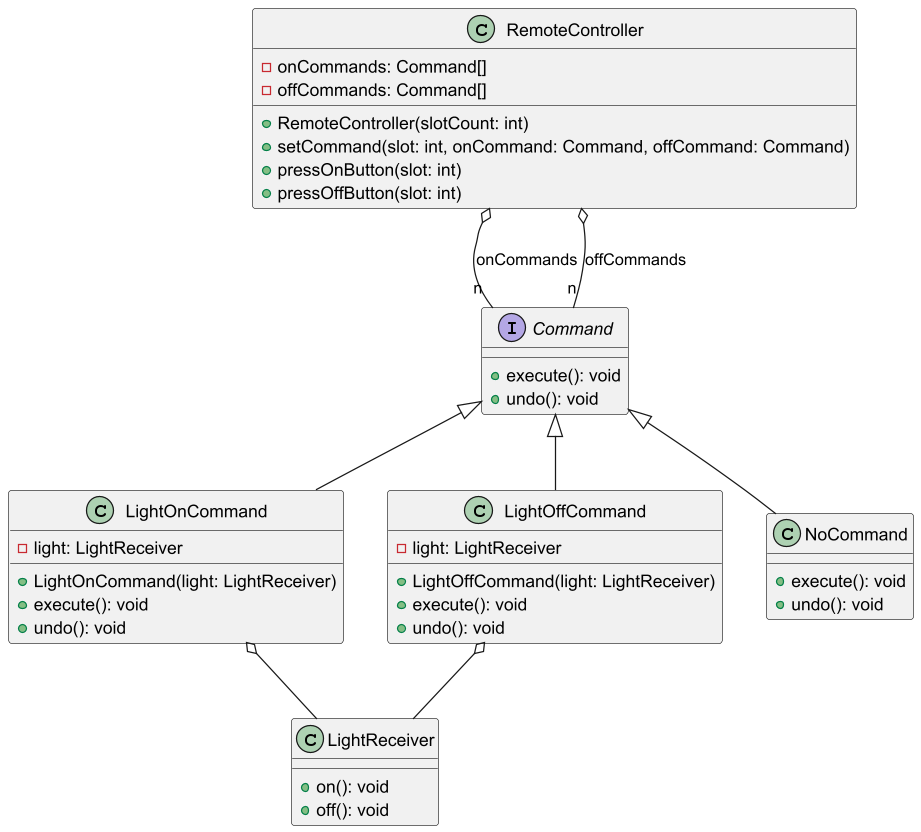 C RemoteController
onCommands: Command[]
offCommands: Command[]
RemoteController(slotCount: int)
setCommand(slot: int, onCommand: Command, offCommand: Command)
pressOnButton(slot: int)
pressOffButton(slot: int)
onCommands
offCommands
n
n
I Command
execute(): void
undo(): void
C LightOnCommand
light: LightReceiver
LightOnCommand(light: LightReceiver)
execute(): void
undo(): void
C LightOffCommand
light: LightReceiver
LightOffCommand(light: LightReceiver)
execute(): void
undo(): void
C NoCommand
execute(): void
undo(): void
C LightReceiver
on(): void
off(): void